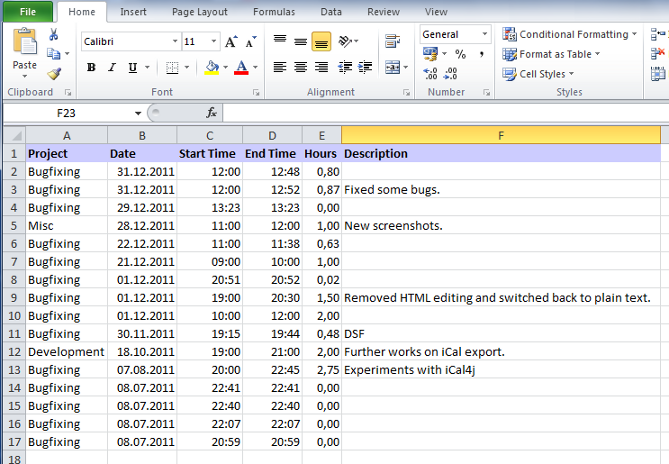 File Home Insert Page Layout Formulas Data Review View
Calibri 11 A A General Conditional Formatting
Paste B I U A % , Format as Table
,00 ,00 Cell Styles
Clipboard Font Alignment Number Styles
F23 fx
A B C D E F
1 Project Date Start Time End Time Hours Description
2 Bugfixing 31.12.2011 12:00 12:48 0,80
3 Bugfixing 31.12.2011 12:00 12:52 0,87 Fixed some bugs.
4 Bugfixing 29.12.2011 13:23 13:23 0,00
5 Misc 28.12.2011 11:00 12:00 1,00 New screenshots.
6 Bugfixing 22.12.2011 11:00 11:38 0,63
7 Bugfixing 21.12.2011 09:00 10:00 1,00
8 Bugfixing 01.12.2011 20:51 20:52 0,02
9 Bugfixing 01.12.2011 19:00 20:30 1,50 Removed HTML editing and switched back to plain text.
10 Bugfixing 01.12.2011 10:00 12:00 2,00
11 Bugfixing 30.11.2011 19:15 19:44 0,48 DSF
12 Development 18.10.2011 19:00 21:00 2,00 Further works on iCal export.
13 Bugfixing 07.08.2011 20:00 22:45 2,75 Experiments with iCal4j
14 Bugfixing 08.07.2011 22:41 22:41 0,00
15 Bugfixing 08.07.2011 22:40 22:40 0,00
16 Bugfixing 08.07.2011 22:07 22:07 0,00
17 Bugfixing 08.07.2011 20:59 20:59 0,00
18